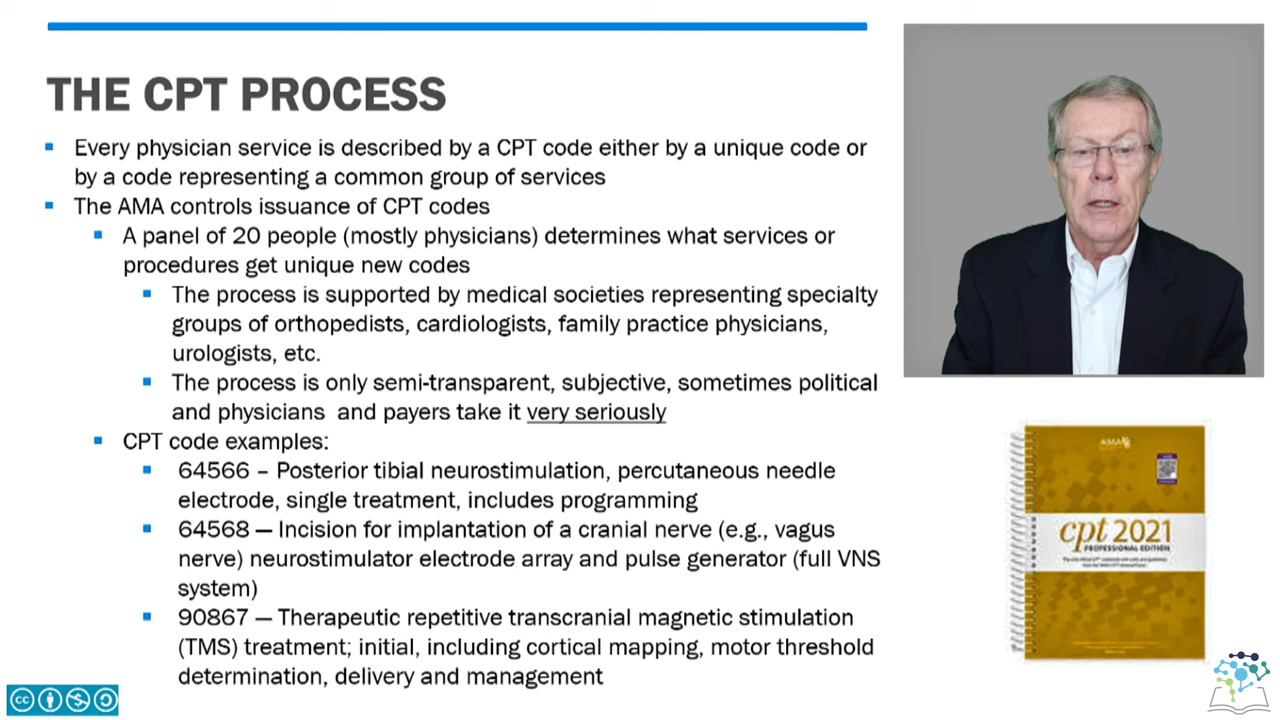 THE CPT PROCESS
Every physician service is described by a CPT code either by a unique code or
by a code representing a common group of services
The AMA controls issuance of CPT codes
A panel of 20 people (mostly physicians) determines what services or
procedures get unique new codes
The process is supported by medical societies representing specialty
groups of orthopedists, cardiologists, family practice physicians,
urologists, etc.
The process is only semi-transparent, subjective, sometimes political
and physicians and payers take it very seriously
CPT code examples:
64566 – Posterior tibial neurostimulation, percutaneous needle
electrode, single treatment, includes programming
64568 — Incision for implantation of a cranial nerve (e.g., vagus
nerve) neurostimulator electrode array and pulse generator (full VNS
system)
90867 — Therapeutic repetitive transcranial magnetic stimulation
(TMS) treatment; initial, including cortical mapping, motor threshold
determination, delivery and management
AMA
cpt 2021
PROFESSIONAL EDITION
cc